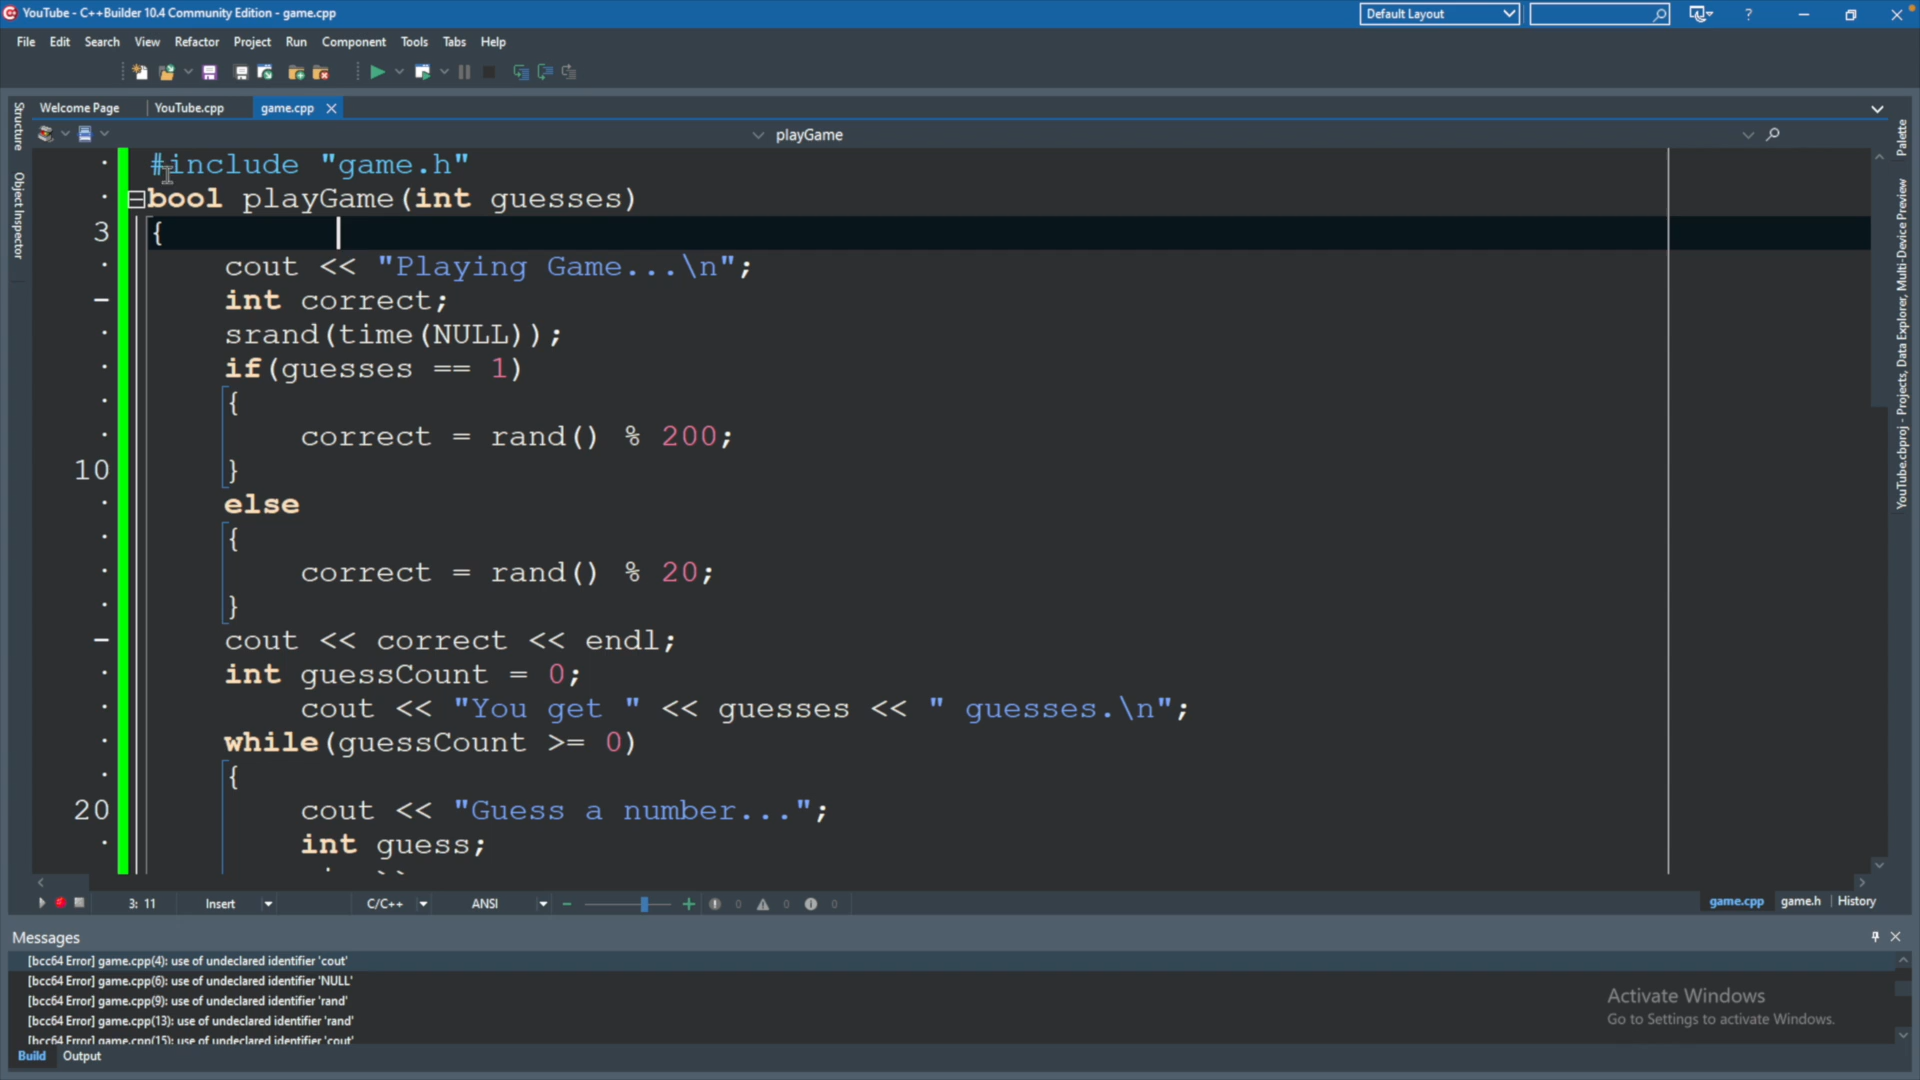 YouTube - C++Builder 10.4 Community Edition - game.cpp
Default Layout
?
File Edit Search View Refactor Project Run Component Tools Tabs Help
Welcome Page YouTube.cpp game.cpp
playGame
Structure
Object Inspector
Palette
YouTube.cbproj - Projects, Data Explorer, Multi-Device Preview
#include "game.h"
bool playGame(int guesses)
3 {
cout << "Playing Game...\n";
int correct;
srand(time(NULL));
if(guesses == 1)
{
correct = rand() % 200;
10 }
else
{
correct = rand() % 20;
}
cout << correct << endl;
int guessCount = 0;
cout << "You get " << guesses << " guesses.\n";
while(guessCount >= 0)
{
20 cout << "Guess a number...";
int guess;
3: 11 Insert C/C++ ANSI 0 0 0
game.cpp game.h History
Messages
[bcc64 Error] game.cpp(4): use of undeclared identifier 'cout'
[bcc64 Error] game.cpp(6): use of undeclared identifier 'NULL'
[bcc64 Error] game.cpp(9): use of undeclared identifier 'rand'
[bcc64 Error] game.cpp(13): use of undeclared identifier 'rand'
[bcc64 Error] game.cpp(15): use of undeclared identifier 'cout'
Build Output
Activate Windows
Go to Settings to activate Windows.